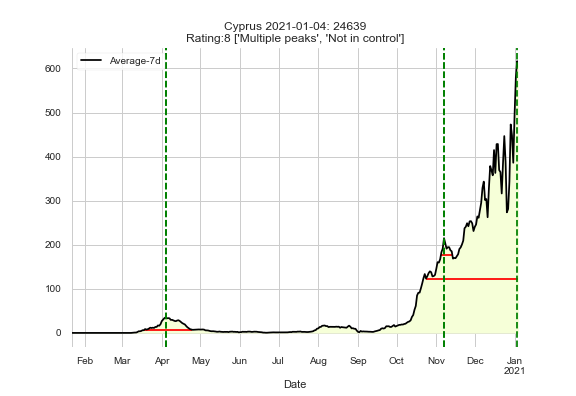 Cyprus 2021-01-04: 24639
Rating:8 ['Multiple peaks', 'Not in control']
Average-7d
600
500
400
300
200
100
0
Feb Mar Apr May Jun Jul Aug Sep Oct Nov Dec Jan
2021
Date